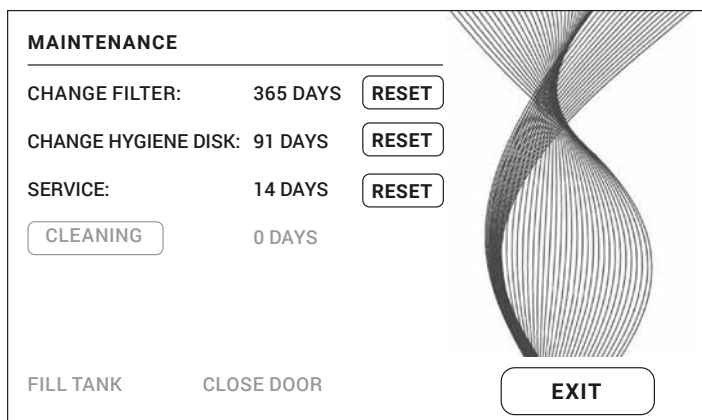 MAINTENANCE
CHANGE FILTER: 365 DAYS RESET
CHANGE HYGIENE DISK: 91 DAYS RESET
SERVICE: 14 DAYS RESET
CLEANING 0 DAYS
FILL TANK CLOSE DOOR EXIT